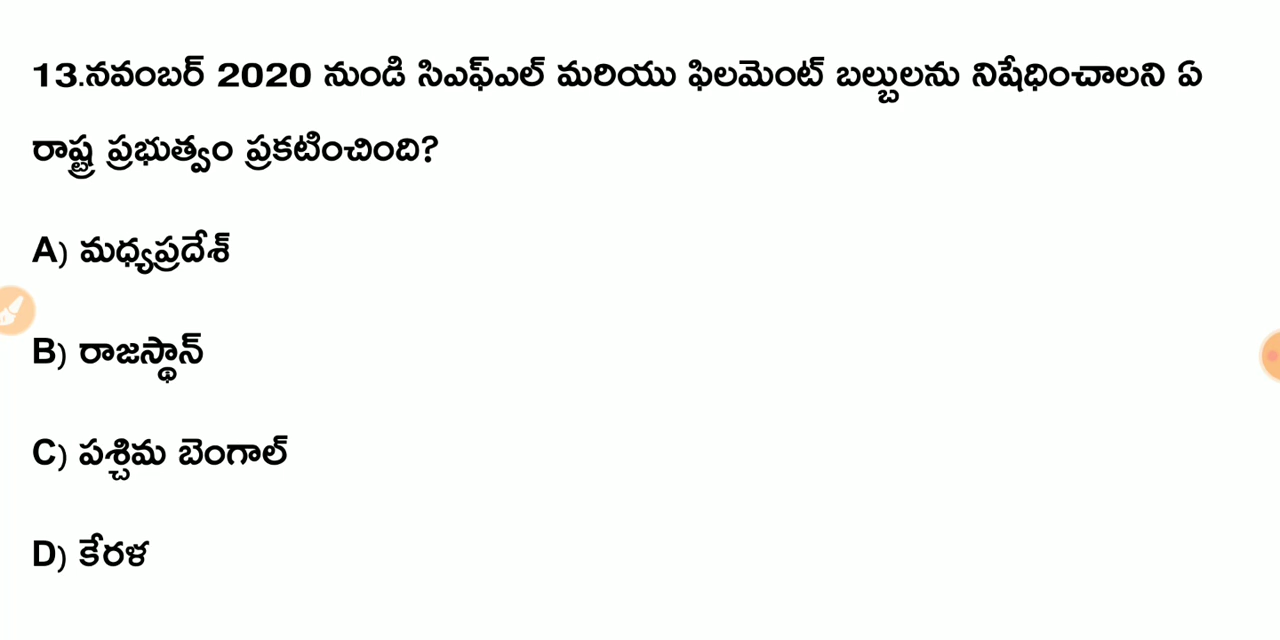 13.నవంబర్ 2020 నుండి సిఎఫ్ఎల్ మరియు ఫిలమెంట్ బల్బులను నిషేధించాలని ఏ
రాష్ట్ర ప్రభుత్వం ప్రకటించింది?
A) మధ్యప్రదేశ్
B) రాజస్థాన్
C) పశ్చిమ బెంగాల్
D) కేరళ